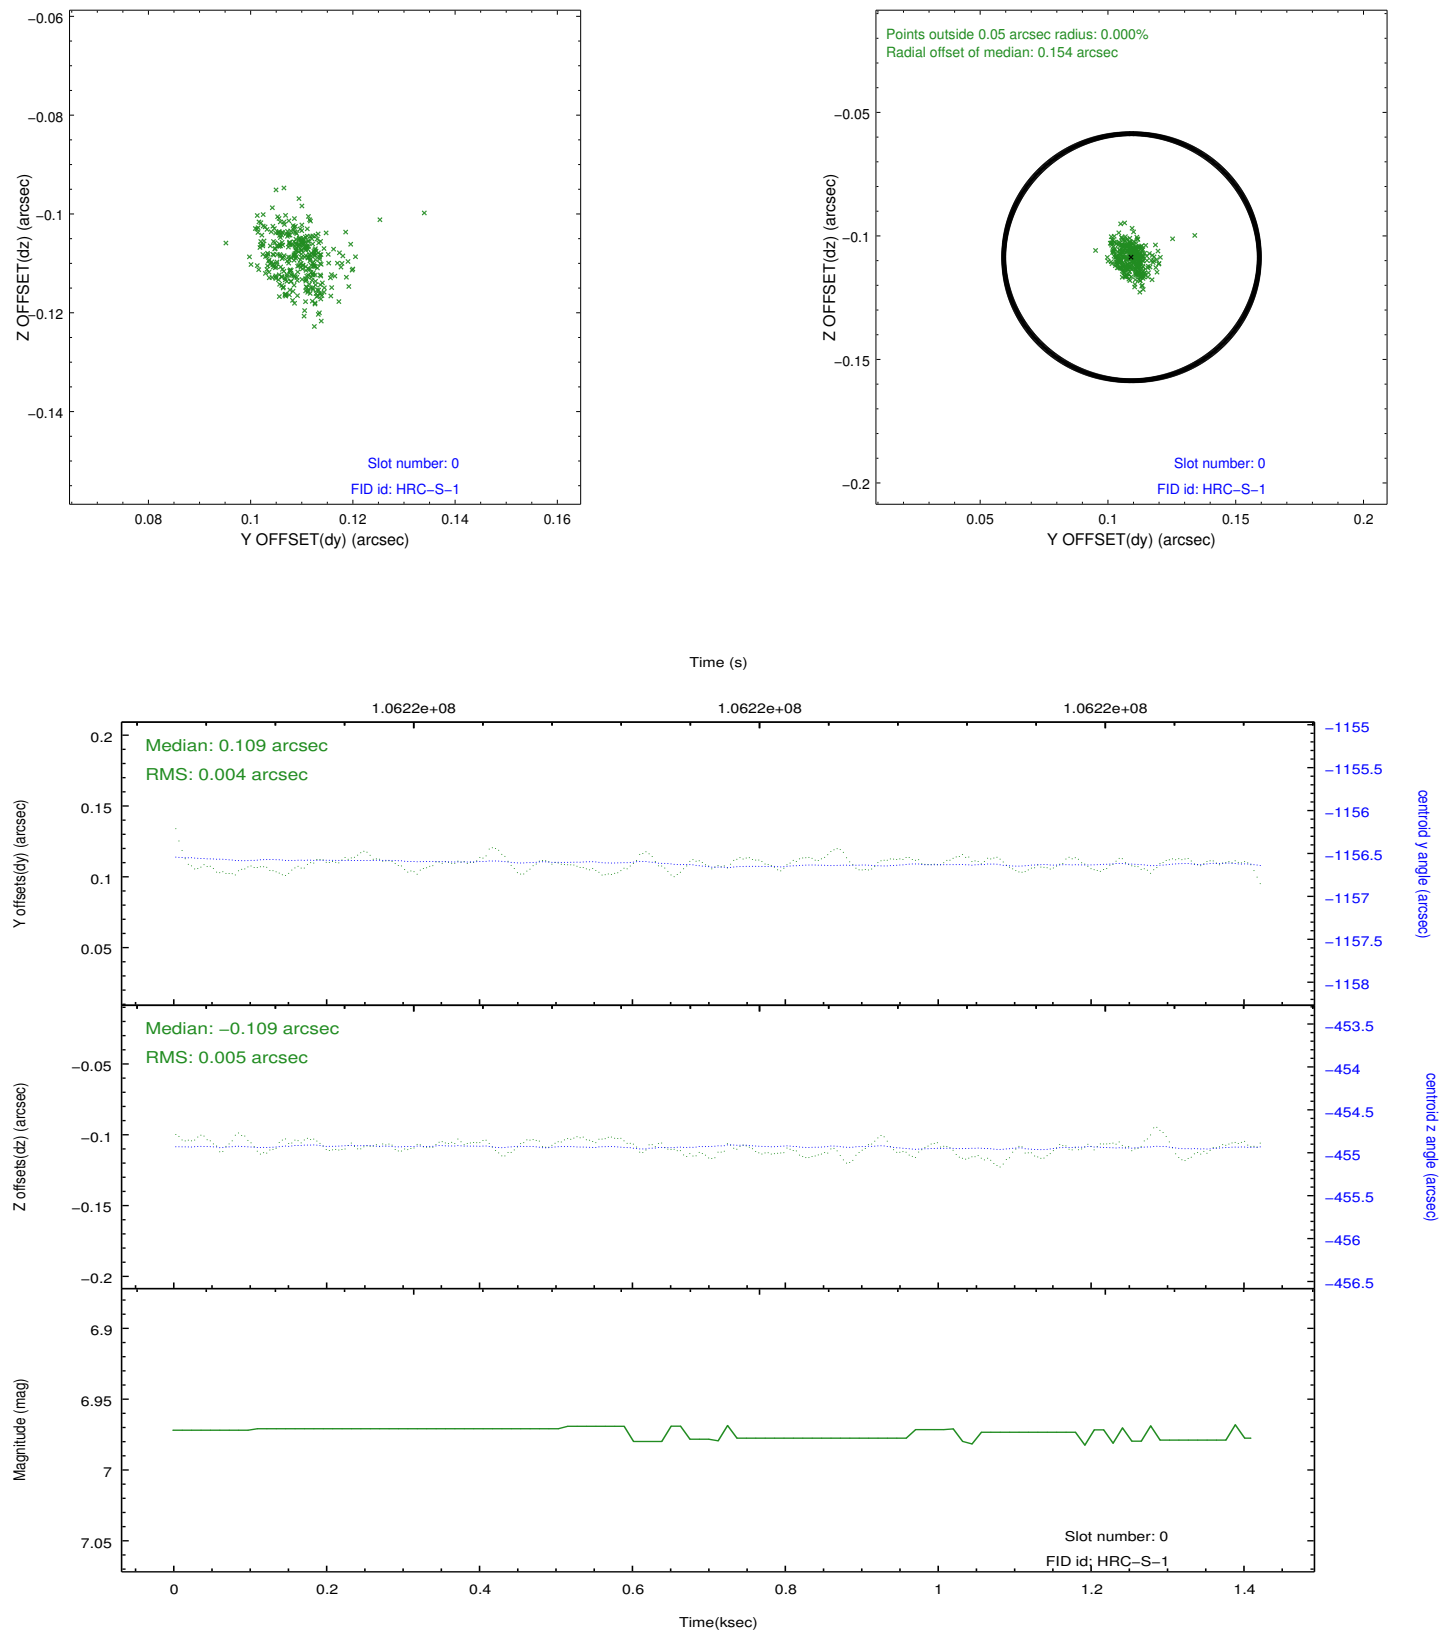 −0.06
−0.08
−0.1
−0.12
−0.14
Z OFFSET(dz) (arcsec)
Slot number: 0
FID id: HRC−S−1
0.08 0.1 0.12 0.14 0.16
Y OFFSET(dy) (arcsec)
Points outside 0.05 arcsec radius: 0.000%
Radial offset of median: 0.154 arcsec
−0.05
−0.1
−0.15
−0.2
Z OFFSET(dz) (arcsec)
Slot number: 0
FID id: HRC−S−1
0.05 0.1 0.15 0.2
Y OFFSET(dy) (arcsec)
Time (s)
1.0622e+08 1.0622e+08 1.0622e+08
Median: 0.109 arcsec
RMS: 0.004 arcsec
0.2
0.15
0.1
0.05
Y offsets(dy) (arcsec)
−1155
−1155.5
−1156
−1156.5
−1157
−1157.5
−1158
centroid y angle (arcsec)
Median: −0.109 arcsec
RMS: 0.005 arcsec
−0.05
−0.1
−0.15
−0.2
Z offsets(dz) (arcsec)
−453.5
−454
−454.5
−455
−455.5
−456
−456.5
centroid z angle (arcsec)
6.9
6.95
7
7.05
Magnitude (mag)
Slot number: 0
FID id: HRC−S−1
0 0.2 0.4 0.6 0.8 1 1.2 1.4
Time(ksec)